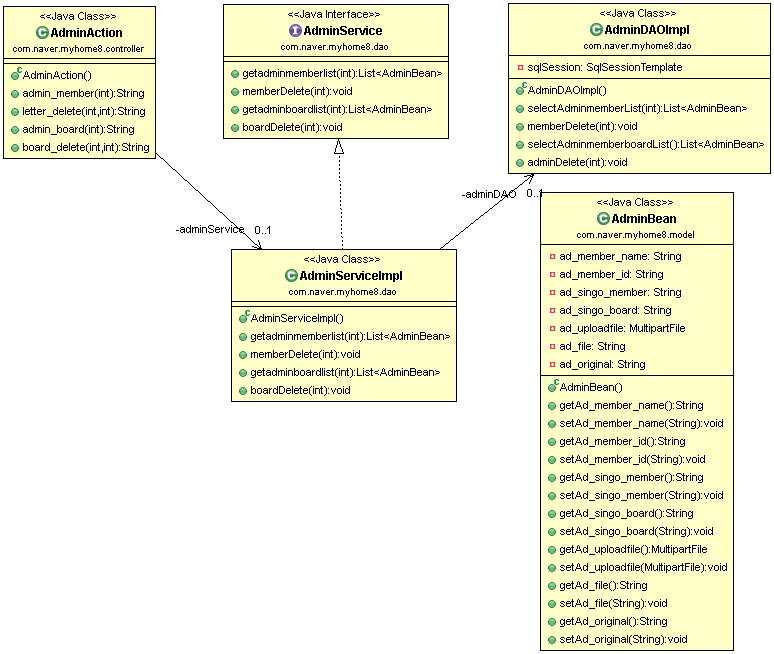 <<Java Class>>
AdminAction
com.naver.myhome8.controller
AdminAction()
admin_member(int):String
letter_delete(int,int):String
admin_board(int):String
board_delete(int,int):String
<<Java Interface>>
AdminService
com.naver.myhome8.dao
getadminmemberlist(int):List<AdminBean>
memberDelete(int):void
getadminboardlist(int):List<AdminBean>
boardDelete(int):void
<<Java Class>>
AdminDAOImpl
com.naver.myhome8.dao
sqlSession: SqlSessionTemplate
AdminDAOImpl()
selectAdminmemberList(int):List<AdminBean>
memberDelete(int):void
selectAdminmemberboardList():List<AdminBean>
adminDelete(int):void
-adminService 0..1
-adminDAO 0..1
<<Java Class>>
AdminServiceImpl
com.naver.myhome8.dao
AdminServiceImpl()
getadminmemberlist(int):List<AdminBean>
memberDelete(int):void
getadminboardlist(int):List<AdminBean>
boardDelete(int):void
<<Java Class>>
AdminBean
com.naver.myhome8.model
ad_member_name: String
ad_member_id: String
ad_singo_member: String
ad_singo_board: String
ad_uploadfile: MultipartFile
ad_file: String
ad_original: String
AdminBean()
getAd_member_name():String
setAd_member_name(String):void
getAd_member_id():String
setAd_member_id(String):void
getAd_singo_member():String
setAd_singo_member(String):void
getAd_singo_board():String
setAd_singo_board(String):void
getAd_uploadfile():MultipartFile
setAd_uploadfile(MultipartFile):void
getAd_file():String
setAd_file(String):void
getAd_original():String
setAd_original(String):void